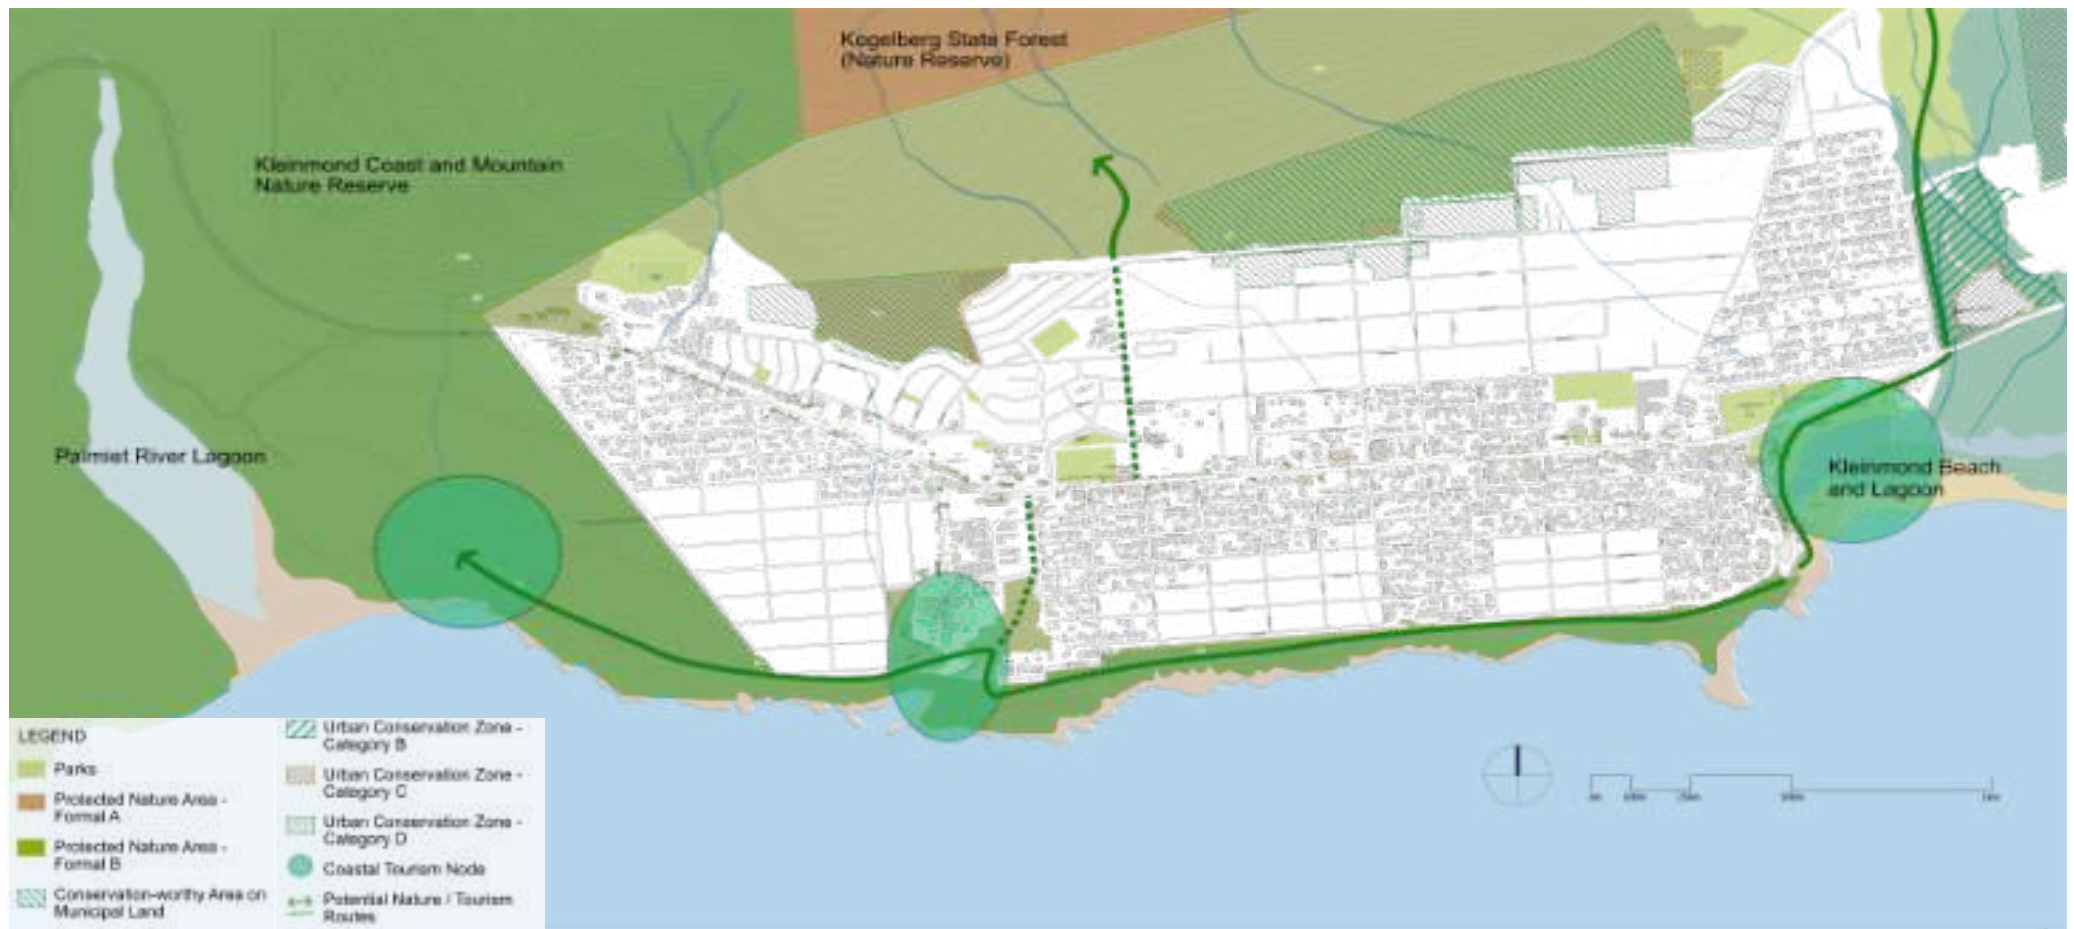 Kogelberg State Forest
(Nature Reserve)
Kleinmond Coast and Mountain
Nature Reserve
Palmiet River Lagoon
Kleinmond Beach
and Lagoon
LEGEND
Parks
Protected Nature Area -
Formal A
Protected Nature Area -
Formal B
Conservation-worthy Area on
Municipal Land
Urban Conservation Zone -
Category B
Urban Conservation Zone -
Category C
Urban Conservation Zone -
Category D
Coastal Tourism Node
Potential Nature / Tourism
Routes